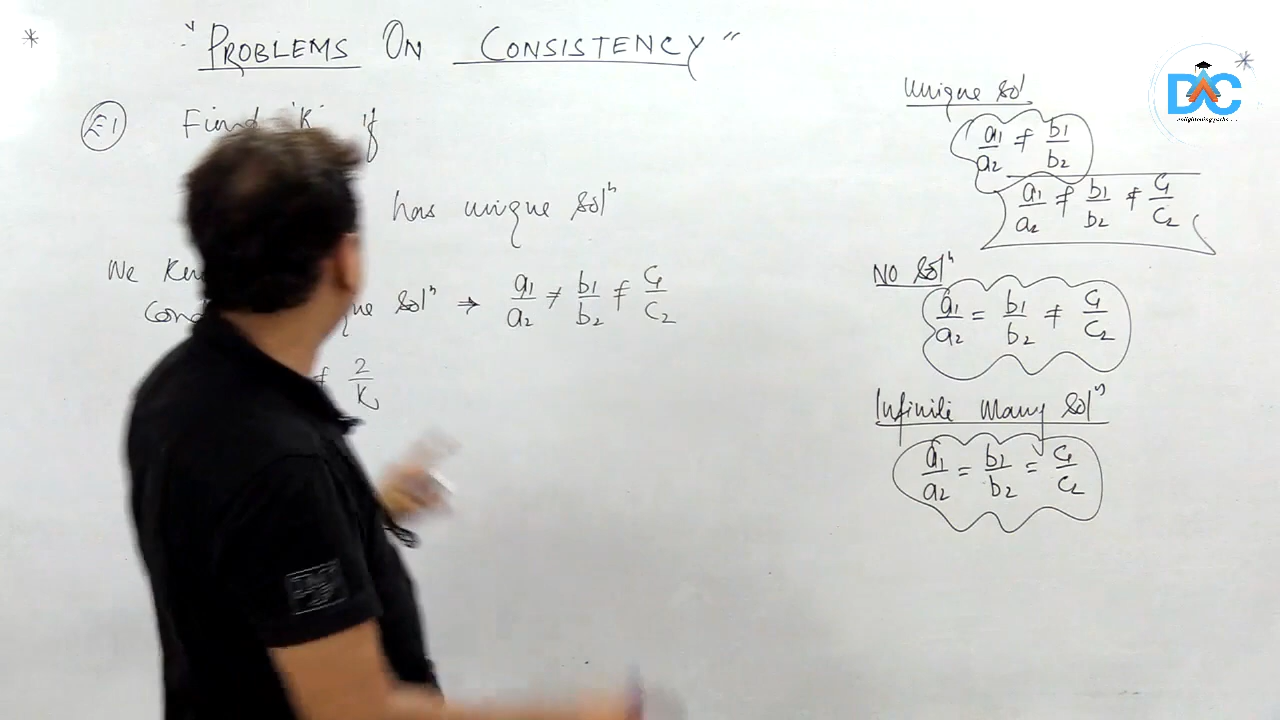 "PROBLEMS ON CONSISTENCY"
E1 Find 'K' if
has unique Solⁿ
We
Solⁿ → a1/a2 ≠ b1/b2 ≠ C1/C2
≠ 2/K
Unique Sol
a1/a2 ≠ b1/b2
a1/a2 ≠ b1/b2 ≠ C1/C2
NO Solⁿ
a1/a2 = b1/b2 ≠ C1/C2
Infinite Many Solⁿ
a1/a2 = b1/b2 = C1/C2
DAC